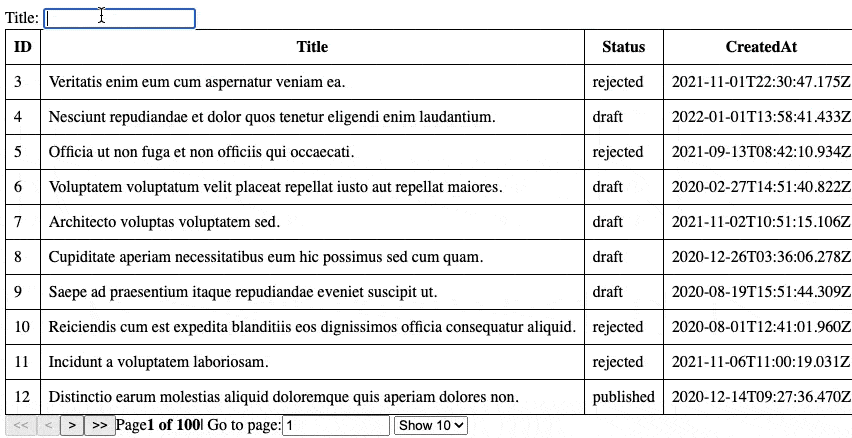 Title:
ID Title Status CreatedAt
3 Veritatis enim eum cum aspernatur veniam ea. rejected 2021-11-01T22:30:47.175Z
4 Nesciunt repudiandae et dolor quos tenetur eligendi enim laudantium. draft 2022-01-01T13:58:41.433Z
5 Officia ut non fuga et non officiis qui occaecati. rejected 2021-09-13T08:42:10.934Z
6 Voluptatem voluptatum velit placeat repellat iusto aut repellat maiores. draft 2020-02-27T14:51:40.822Z
7 Architecto voluptas voluptatem sed. draft 2021-11-02T10:51:15.106Z
8 Cupiditate aperiam necessitatibus eum hic possimus sed cum quam. draft 2020-12-26T03:36:06.278Z
9 Saepe ad praesentium itaque repudiandae eveniet suscipit ut. draft 2020-08-19T15:51:44.309Z
10 Reiciendis cum est expedita blanditiis eos dignissimos officia consequatur aliquid. rejected 2020-08-01T12:41:01.960Z
11 Incidunt a voluptatem laboriosam. rejected 2021-11-06T11:00:19.031Z
12 Distinctio earum molestias aliquid doloremque quis aperiam dolores non. published 2020-12-14T09:27:36.470Z
<< < > >> Page1 of 100| Go to page: 1 Show 10